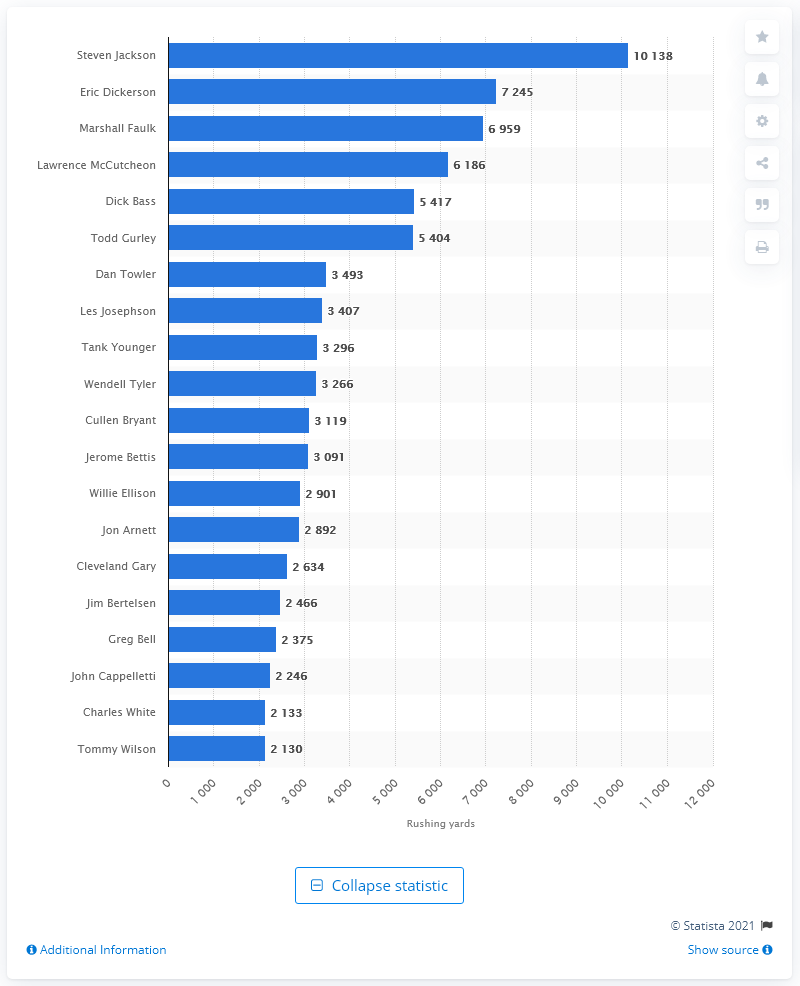 Steven Jackson 10 138
Eric Dickerson 7 245
Marshall Faulk 6 959
Lawrence McCutcheon 6 186
Dick Bass 5 417
Todd Gurley 5 404
Dan Towler 3 493
Les Josephson 3 407
Tank Younger 3 296
Wendell Tyler 3 266
Cullen Bryant 3 119
Jerome Bettis 3 091
Willie Ellison 2 901
Jon Arnett 2 892
Cleveland Gary 2 634
Jim Bertelsen 2 466
Greg Bell 2 375
John Cappelletti 2 246
Charles White 2 133
Tommy Wilson 2 130
0 1 000 2 000 3 000 4 000 5 000 6 000 7 000 8 000 9 000 10 000 11 000 12 000
Rushing yards
Collapse statistic
© Statista 2021
Additional Information Show source